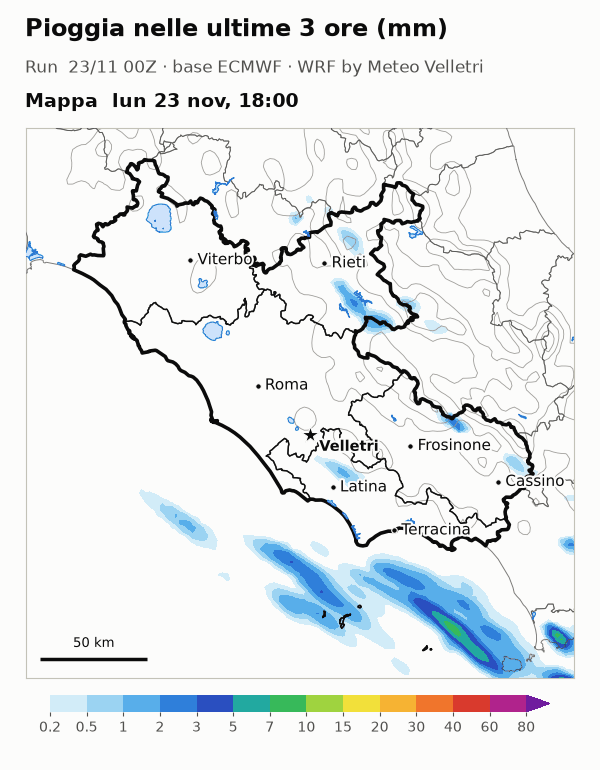 Pioggia nelle ultime 3 ore (mm)
Run  23/11 00Z · base ECMWF · WRF by Meteo Velletri
Mappa  lun 23 nov, 18:00
Viterbo
Rieti
Roma
Velletri
Frosinone
Latina
Cassino
Terracina
50 km
0.2 0.5 1 2 3 5 7 10 15 20 30 40 60 80